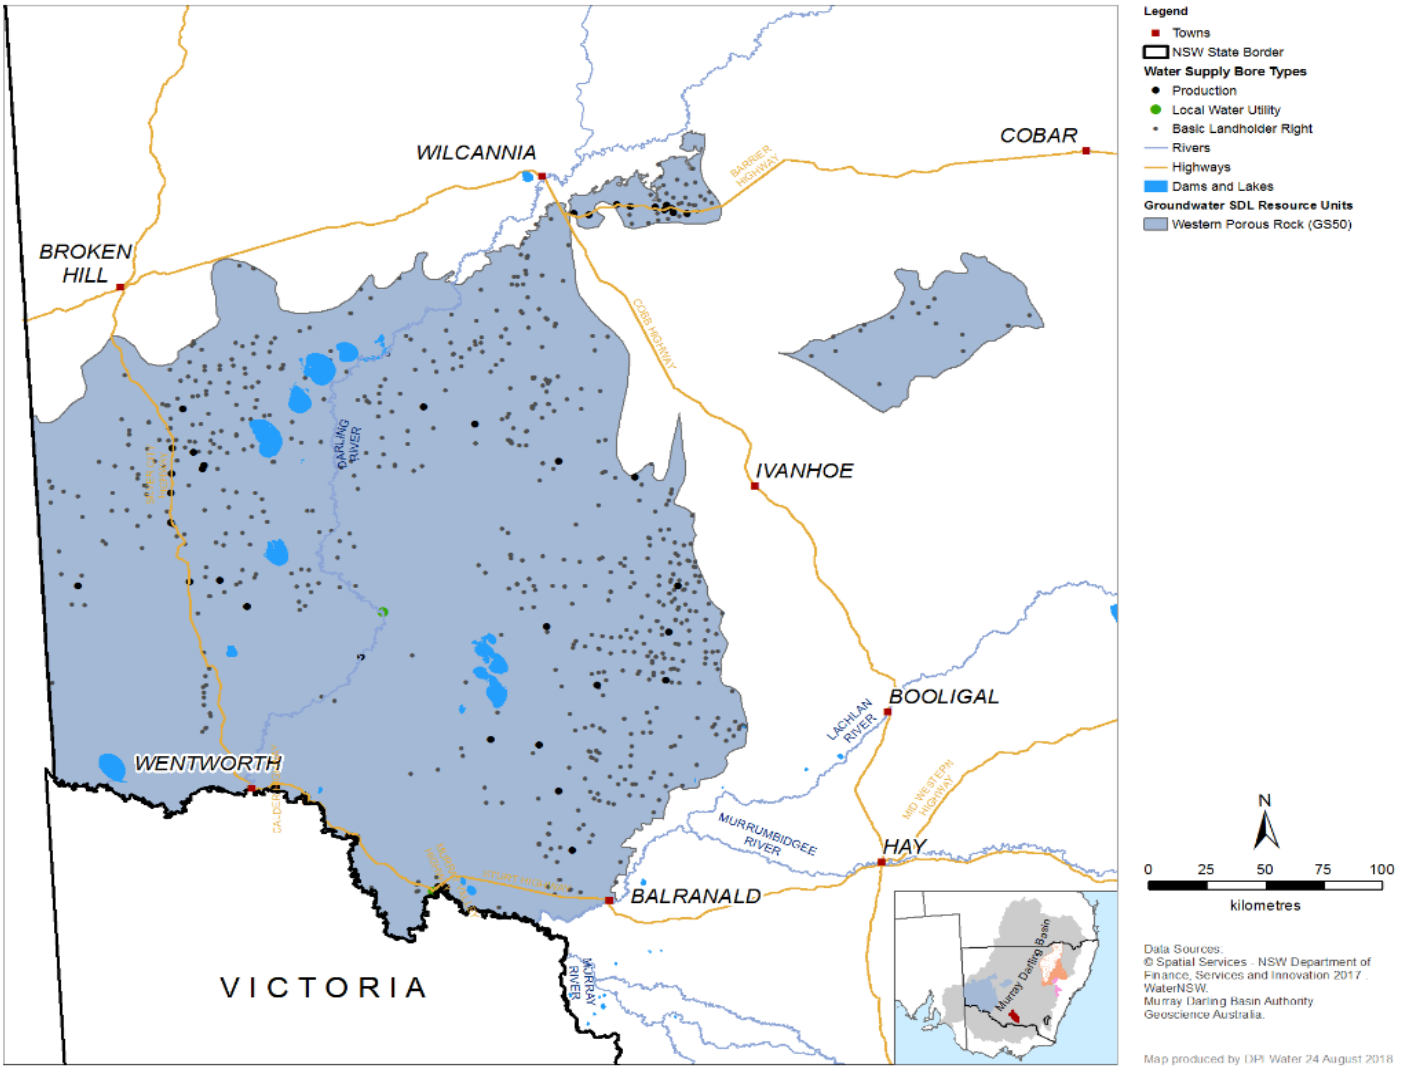 WILCANNIA
COBAR
BARRIER
HIGHWAY
BROKEN
HILL
COBB HIGHWAY
DARLING
RIVER
HIGHWAY
IVANHOE
BOOLIGAL
LACHLAN
RIVER
WENTWORTH
MID WESTERN
HIGHWAY
MURRUMBIDGEE
RIVER
HAY
BALRANALD
VICTORIA
MURRAY
RIVER
Murray Darling Basin
Legend
Towns
NSW State Border
Water Supply Bore Types
Production
Local Water Utility
Basic Landholder Right
Rivers
Highways
Dams and Lakes
Groundwater SDL Resource Units
Western Porous Rock (GS50)
N
0 25 50 75 100
kilometres
Data Sources:
© Spatial Services - NSW Department of
Finance, Services and Innovation 2017 .
WaterNSW.
Murray Darling Basin Authority
Geoscience Australia.
Map produced by DPI Water 24 August 2018